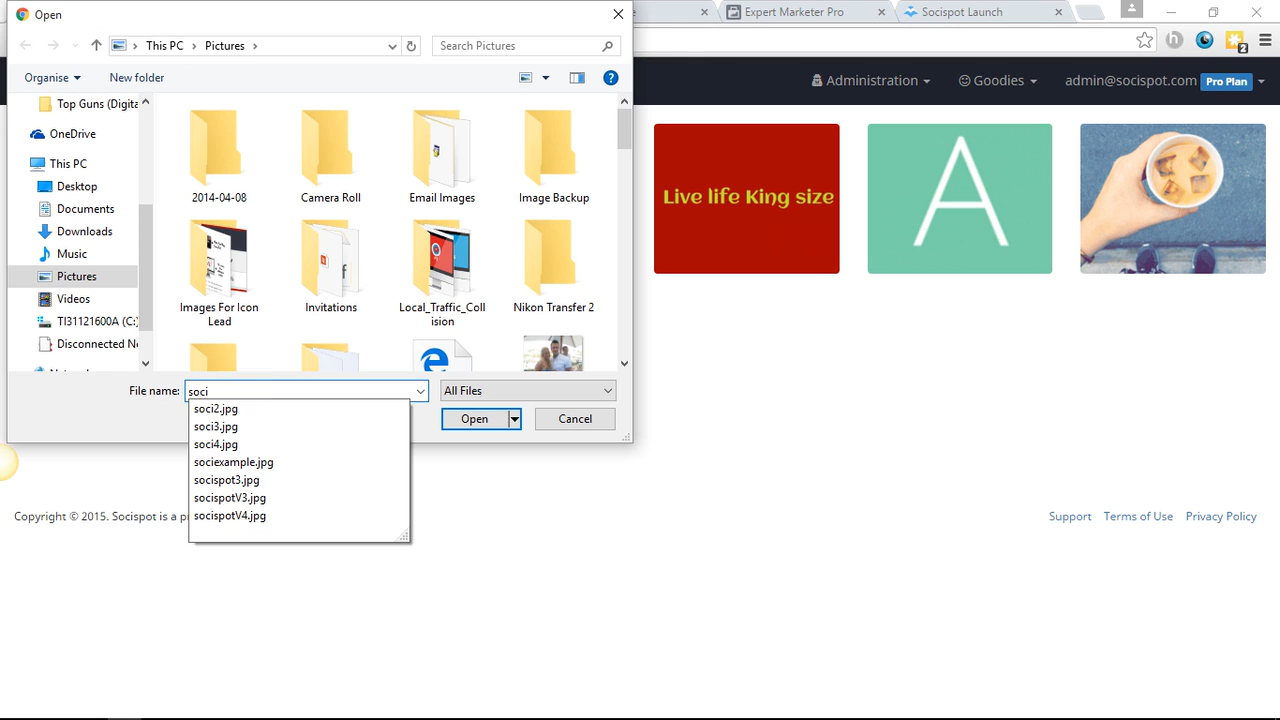 Open
Expert Marketer Pro
Socispot Launch
This PC
Pictures
Search Pictures
2
Organise
New folder
Administration
Goodies
admin@socispot.com
Pro Plan
Top Guns (Digita
OneDrive
This PC
Desktop
Documents
Downloads
Music
Pictures
Videos
TI31121600A (C:)
Disconnected Ne
2014-04-08
Camera Roll
Email Images
Image Backup
Images For Icon
Lead
Invitations
Local_Traffic_Coll
ision
Nikon Transfer 2
Live life King size
A
File name:
soci
All Files
Open
Cancel
soci2.jpg
soci3.jpg
soci4.jpg
sociexample.jpg
socispot3.jpg
socispotV3.jpg
socispotV4.jpg
Copyright © 2015. Socispot is a p
Support
Terms of Use
Privacy Policy